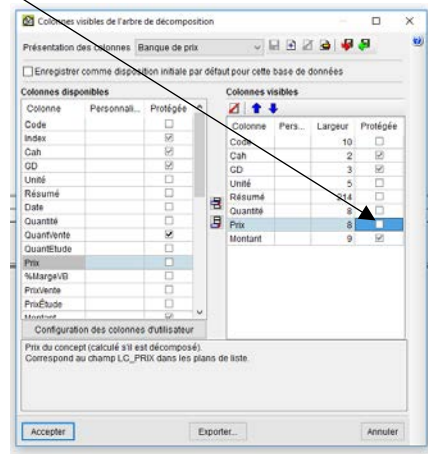 Colonnes visibles de l'arbre de décomposition
Présentation des colonnes Banque de prix
Enregistrer comme disposition initiale par défaut pour cette base de données
Colonnes disponibles
Colonne Personnali... Protégée
Code
Index
Cah
GD
Unité
Résumé
Date
Quantité
QuantVente
QuantEtude
Prix
%MargeVB
PrixVente
PrixÉtude
Montant
Configuration des colonnes d'utilisateur
Colonnes visibles
Colonne Pers... Largeur Protégée
Code 10
Cah 2
GD 3
Unité 5
Résumé 214
Quantité 8
Prix 8
Montant 9
Prix du concept (calculé s'il est décomposé).
Correspond au champ LC_PRIX dans les plans de liste.
Accepter Exporter... Annuler